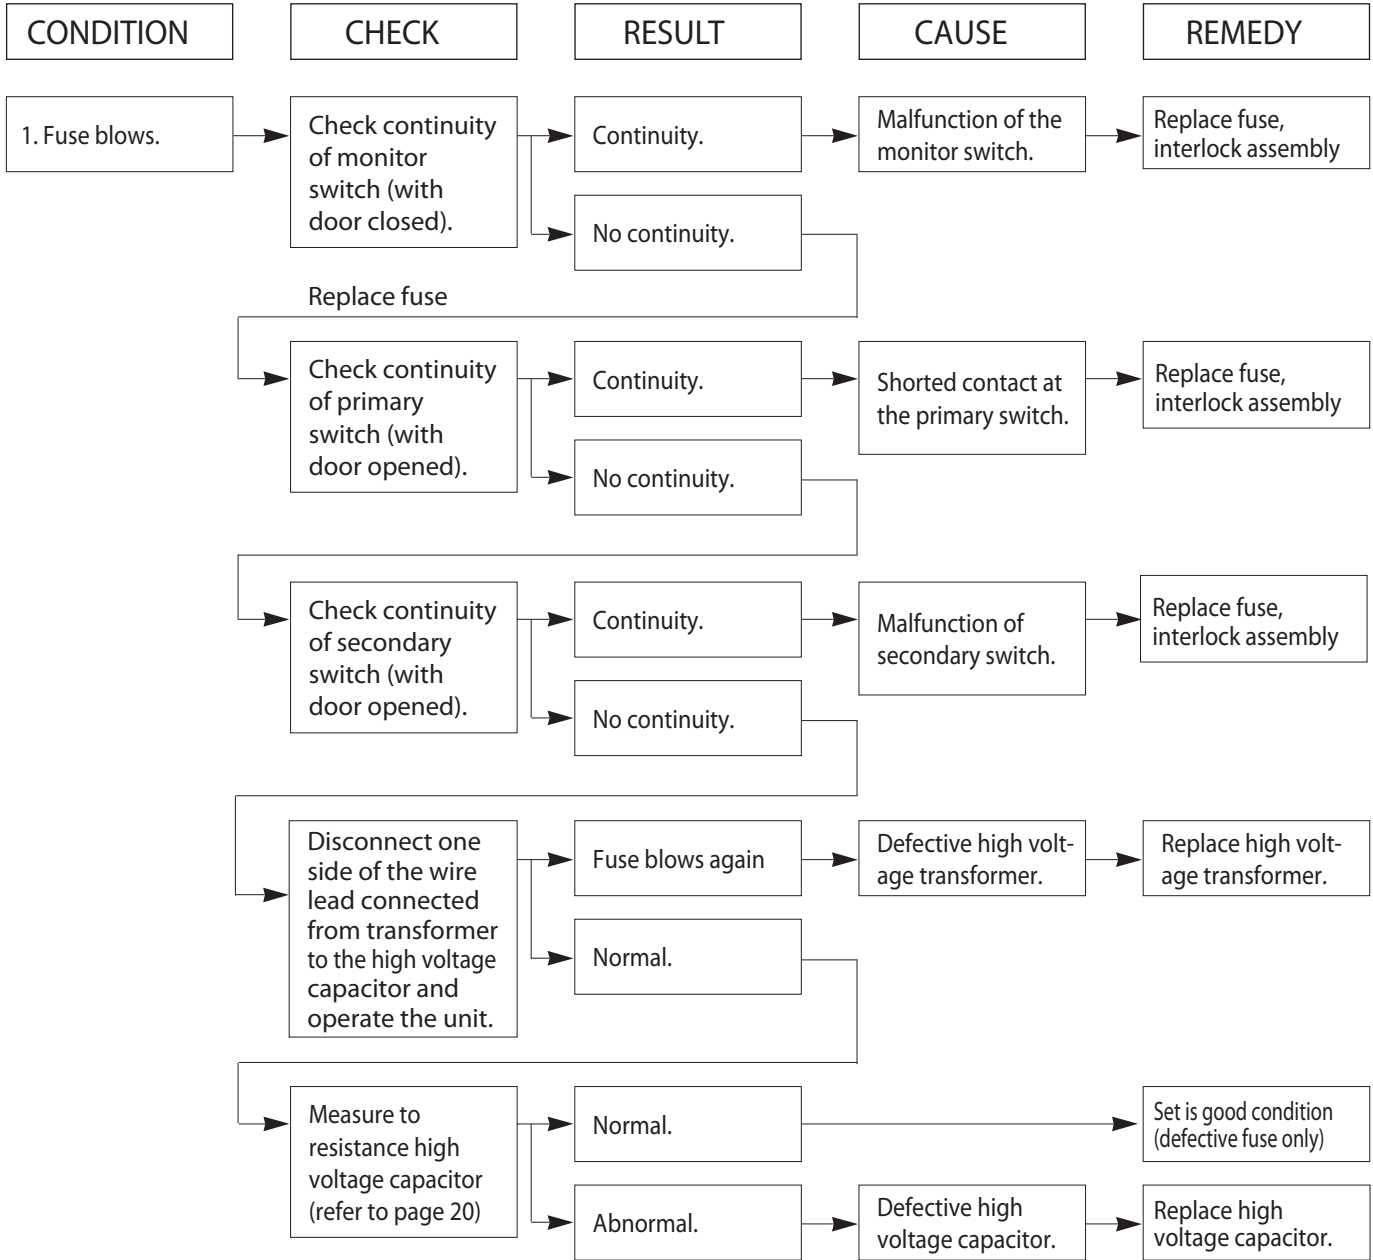 CONDITION
CHECK
RESULT
CAUSE
REMEDY
1. Fuse blows.
Check continuity
of monitor
switch (with
door closed).
Continuity.
Malfunction of the
monitor switch.
Replace fuse,
interlock assembly
No continuity.
Replace fuse
Check continuity
of primary
switch (with
door opened).
Continuity.
Shorted contact at
the primary switch.
Replace fuse,
interlock assembly
No continuity.
Check continuity
of secondary
switch (with
door opened).
Continuity.
Malfunction of
secondary switch.
Replace fuse,
interlock assembly
No continuity.
Disconnect one
side of the wire
lead connected
from transformer
to the high voltage
capacitor and
operate the unit.
Fuse blows again
Defective high volt-
age transformer.
Replace high volt-
age transformer.
Normal.
Measure to
resistance high
voltage capacitor
(refer to page 20)
Normal.
Set is good condition
(defective fuse only)
Abnormal.
Defective high
voltage capacitor.
Replace high
voltage capacitor.